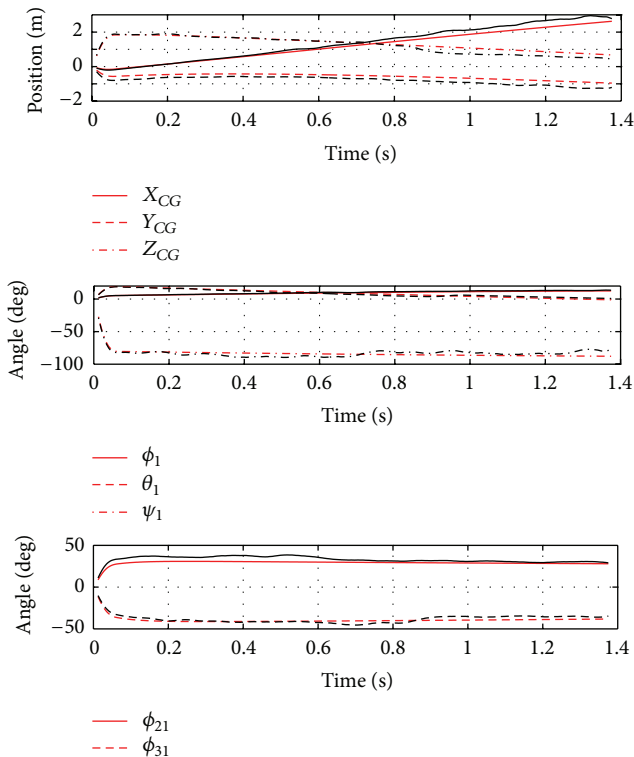 Position (m)
2
0
−2
0 0.2 0.4 0.6 0.8 1 1.2 1.4
Time (s)
X_CG
Y_CG
Z_CG
Angle (deg)
0
−50
−100
0 0.2 0.4 0.6 0.8 1 1.2 1.4
Time (s)
ϕ_1
θ_1
ψ_1
Angle (deg)
50
0
−50
0 0.2 0.4 0.6 0.8 1 1.2 1.4
Time (s)
ϕ_21
ϕ_31